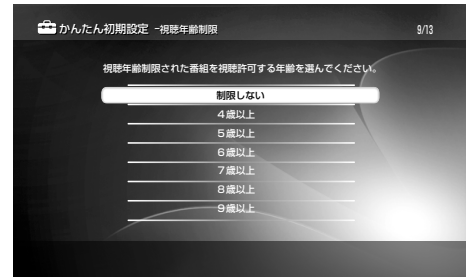 かんたん初期設定 -視聴年齢制限 9/13
視聴年齢制限された番組を視聴許可する年齢を選んでください。
制限しない
4歳以上
5歳以上
6歳以上
7歳以上
8歳以上
9歳以上